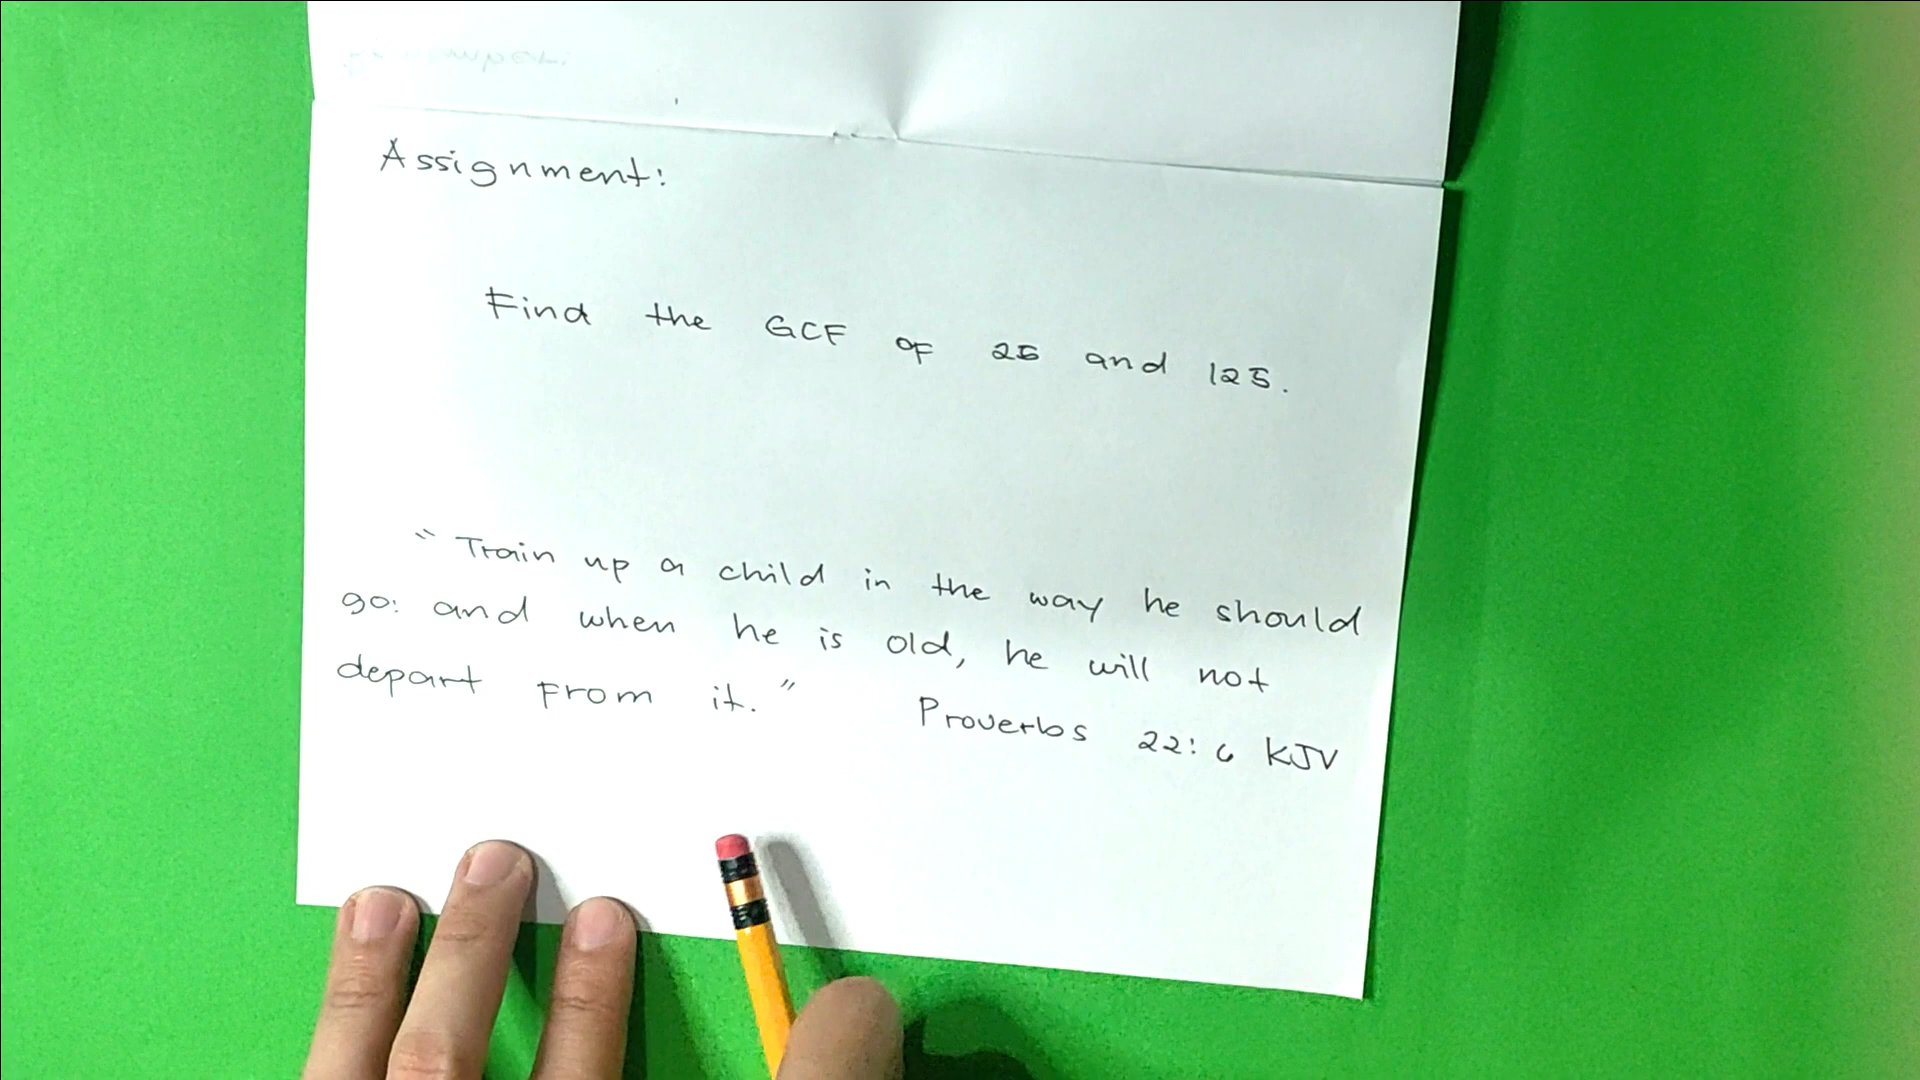 Assignment:
Find the GCF of 25 and 125.
"Train up a child in the way he should
go: and when he is old, he will not
depart from it." Proverbs 22:6 KJV